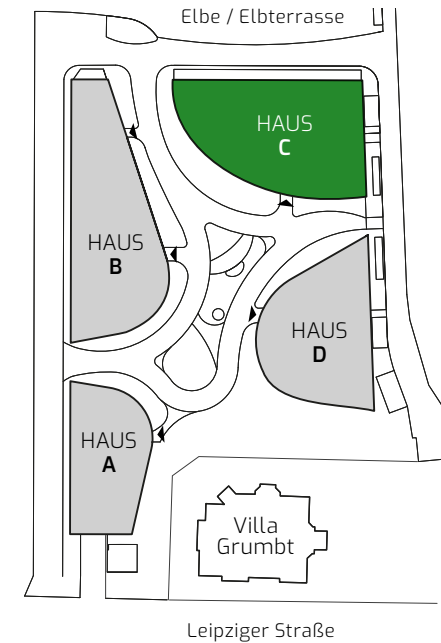 Elbe / Elbterrasse
HAUS
C
HAUS
B
HAUS
D
HAUS
A
Villa
Grumbt
Leipziger Straße